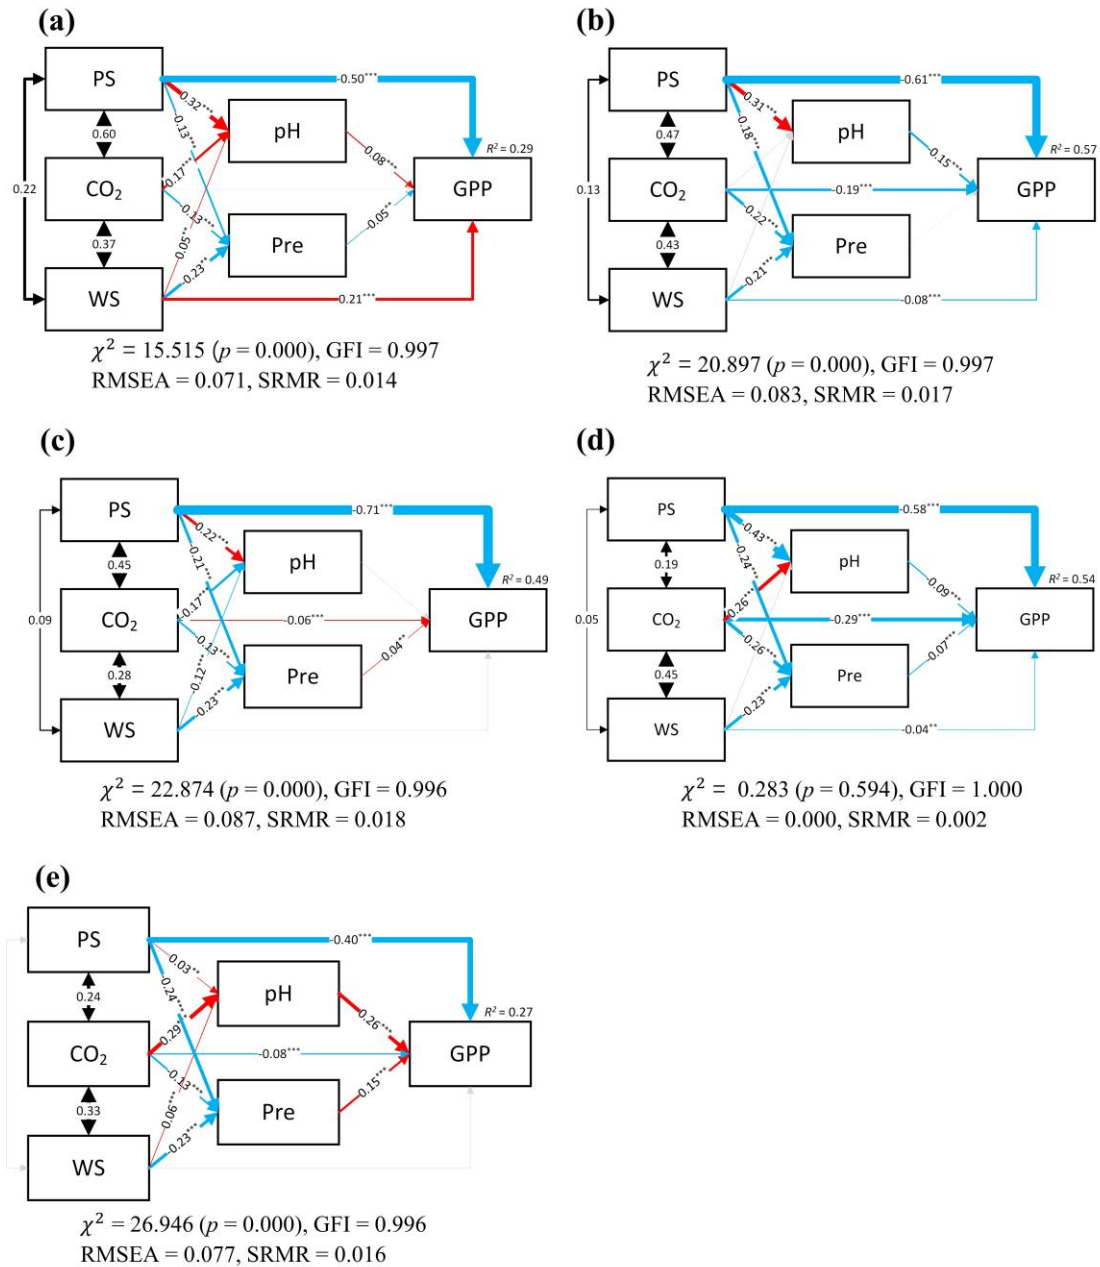 (a)
PS
-0.50***
0.32***
-0.13***
pH
0.60
R² = 0.29
0.08***
0.22
CO₂
0.17***
GPP
-0.13***
-0.05**
0.37
0.05**
Pre
-0.23**
WS
0.21***
χ² = 15.515 (p = 0.000), GFI = 0.997
RMSEA = 0.071, SRMR = 0.014
(b)
PS
-0.61***
0.31***
-0.18***
pH
0.47
R² = 0.57
-0.15***
0.13
CO₂
-0.19***
GPP
-0.22***
0.43
Pre
-0.21***
WS
-0.08***
χ² = 20.897 (p = 0.000), GFI = 0.997
RMSEA = 0.083, SRMR = 0.017
(c)
PS
-0.71***
0.22***
-0.21***
pH
0.45
R² = 0.49
-0.17***
0.09
CO₂
-0.06***
GPP
-0.13***
0.04**
0.28
-0.12***
Pre
-0.23***
WS
χ² = 22.874 (p = 0.000), GFI = 0.996
RMSEA = 0.087, SRMR = 0.018
(d)
PS
-0.58***
-0.43***
-0.24***
pH
0.19
R² = 0.54
-0.09***
0.26***
0.05
CO₂
-0.29***
GPP
-0.26***
-0.07***
0.45
Pre
-0.23***
WS
-0.04**
χ² = 0.283 (p = 0.594), GFI = 1.000
RMSEA = 0.000, SRMR = 0.002
(e)
PS
-0.40***
0.03**
-0.24***
pH
0.24
R² = 0.27
0.26***
0.29***
CO₂
-0.08***
GPP
-0.13***
0.15***
0.33
0.06***
Pre
-0.23***
WS
χ² = 26.946 (p = 0.000), GFI = 0.996
RMSEA = 0.077, SRMR = 0.016